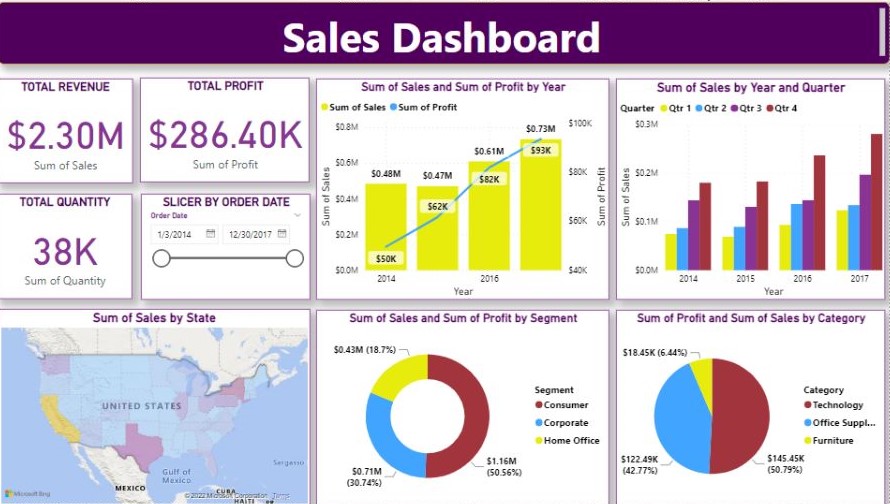 Sales Dashboard
TOTAL REVENUE
$2.30M
Sum of Sales
TOTAL PROFIT
$286.40K
Sum of Profit
TOTAL QUANTITY
38K
Sum of Quantity
SLICER BY ORDER DATE
Order Date
1/3/2014
12/30/2017
Sum of Sales and Sum of Profit by Year
Sum of Sales Sum of Profit
Sum of Sales
$0.8M
$0.6M
$0.4M
$0.2M
$0.0M
$0.48M
$0.47M
$0.61M
$0.73M
$50K
$62K
$82K
$93K
$100K
$80K
$60K
$40K
Sum of Profit
2014
2016
Year
Sum of Sales by Year and Quarter
Quarter Qtr 1 Qtr 2 Qtr 3 Qtr 4
Sum of Sales
$0.3M
$0.2M
$0.1M
$0.0M
2014
2015
2016
2017
Year
Sum of Sales by State
UNITED STATES
Gulf of
Mexico
MEXICO
CUBA
HAITI
Sargasso
Microsoft Bing
© 2022 Microsoft Corporation Terms
Sum of Sales and Sum of Profit by Segment
$0.43M (18.7%)
$0.71M
(30.74%)
$1.16M
(50.56%)
Segment
Consumer
Corporate
Home Office
Sum of Profit and Sum of Sales by Category
$18.45K (6.44%)
$122.49K
(42.77%)
$145.45K
(50.79%)
Category
Technology
Office Suppl...
Furniture